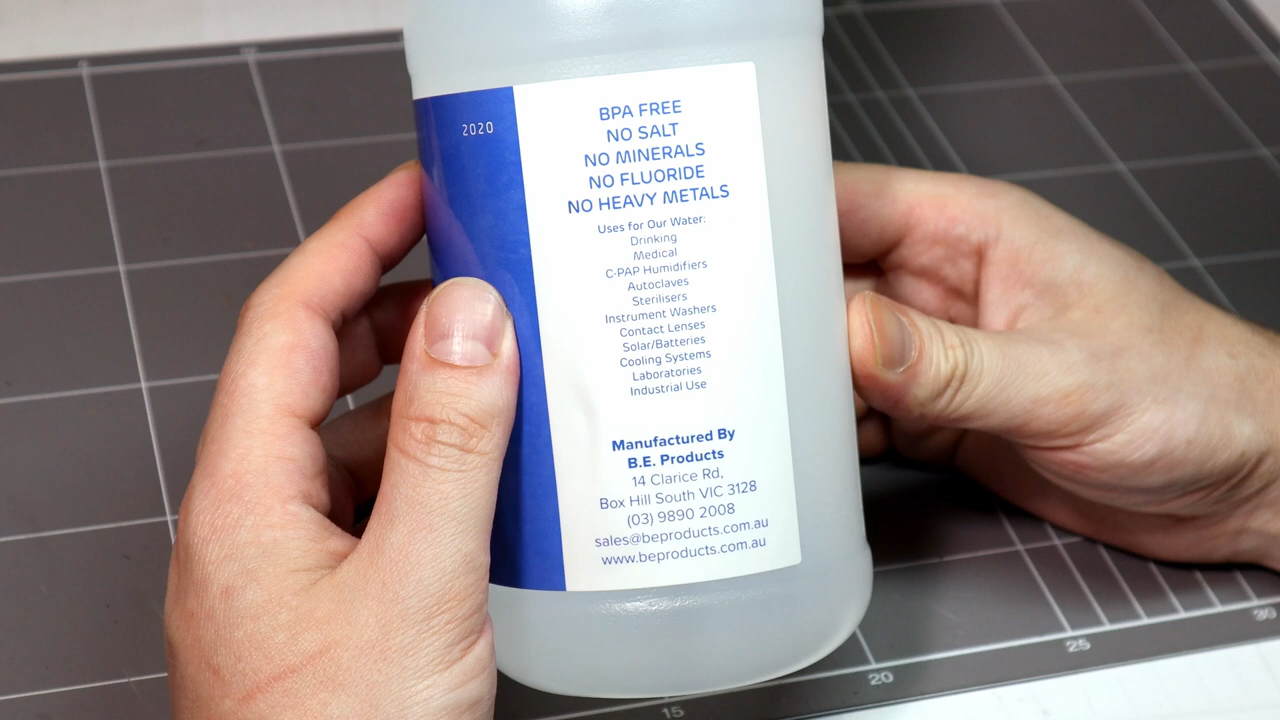 2020
BPA FREE
NO SALT
NO MINERALS
NO FLUORIDE
NO HEAVY METALS
Uses for Our Water:
Drinking
Medical
C-PAP Humidifiers
Autoclaves
Sterilisers
Instrument Washers
Contact Lenses
Solar/Batteries
Cooling Systems
Laboratories
Industrial Use
Manufactured By
B.E. Products
14 Clarice Rd,
Box Hill South VIC 3128
(03) 9890 2008
sales@beproducts.com.au
www.beproducts.com.au
15
20
25
30